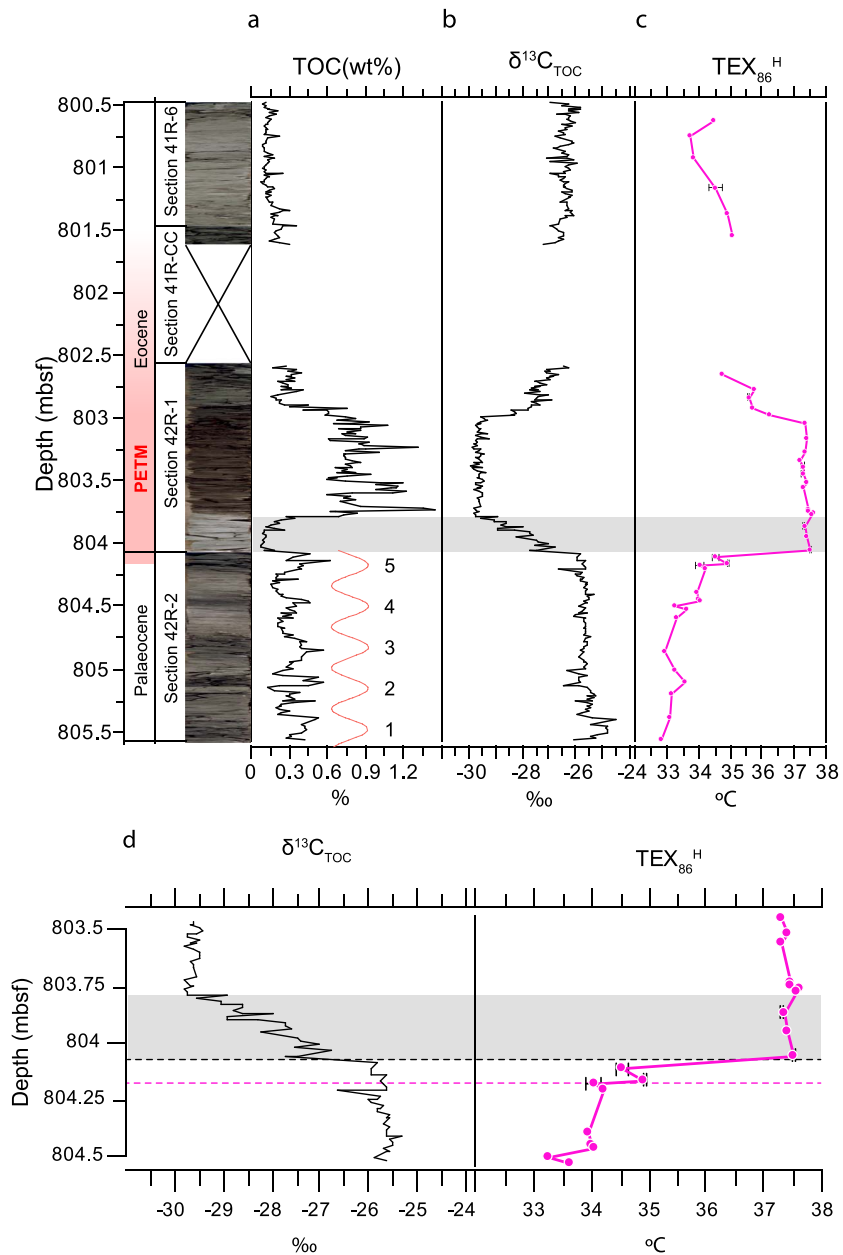 a b c
TOC(wt%) δ¹³C_TOC TEX₈₆ᴴ
800.5
801
801.5
802
802.5
803
803.5
804
804.5
805
805.5
Depth (mbsf)
Eocene
PETM
Palaeocene
Section 41R-6
Section 41R-CC
Section 42R-1
Section 42R-2
5
4
3
2
1
0 0.3 0.6 0.9 1.2 -30 -28 -26 -24 33 34 35 36 37 38
% ‰ ºC
d
δ¹³C_TOC TEX₈₆ᴴ
803.5
803.75
804
804.25
804.5
Depth (mbsf)
-30 -29 -28 -27 -26 -25 -24 33 34 35 36 37 38
‰ ºC